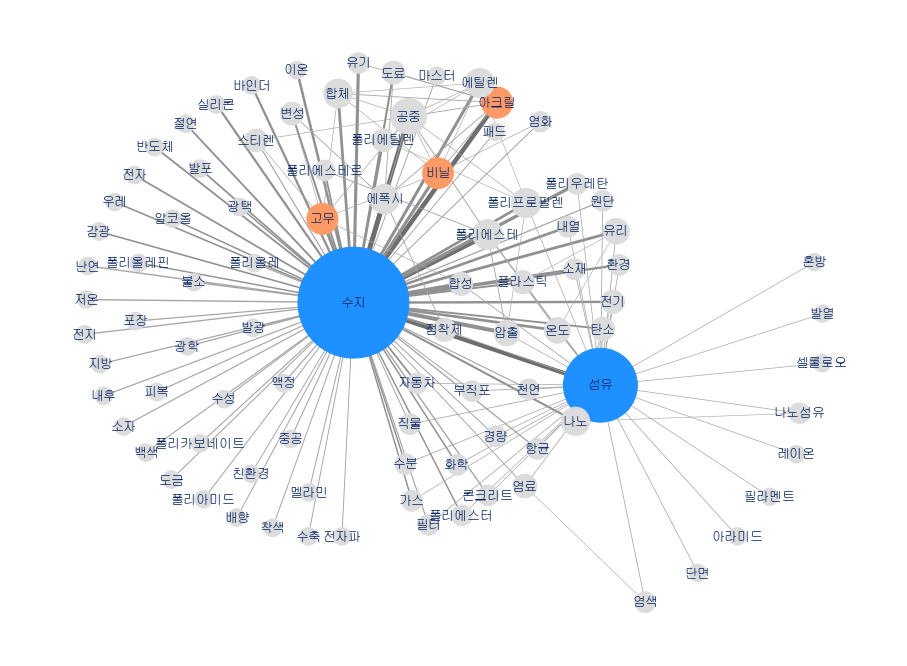 유기
이온
도료
마스터
에틸렌
바인더
합체
아크릴
실리콘
변성
공중
염화
절연
패드
스티렌
폴리에틸렌
반도체
발포
폴리에스테르
비닐
전자
폴리우레탄
우레
광택
에폭시
폴리프로필렌
원단
알코올
고무
내열
유리
강광
폴리에스테
난연
폴리올레핀
폴리올레
소재
환경
혼방
불소
합성
플라스틱
저온
수지
전기
발열
포장
발광
점착제
압출
온도
탄소
전지
광학
지방
셀룰로오
액정
자동차
부직포
천연
섬유
내후
피복
수성
나노섬유
소자
직물
나노
중공
경량
폴리카보네이트
항균
백색
레이온
수분
화학
도금
친환경
폴리아미드
멜라민
가스
콘크리트
염료
필라멘트
배향
착색
필터
폴리에스터
수축
전자파
아라미드
단면
염색